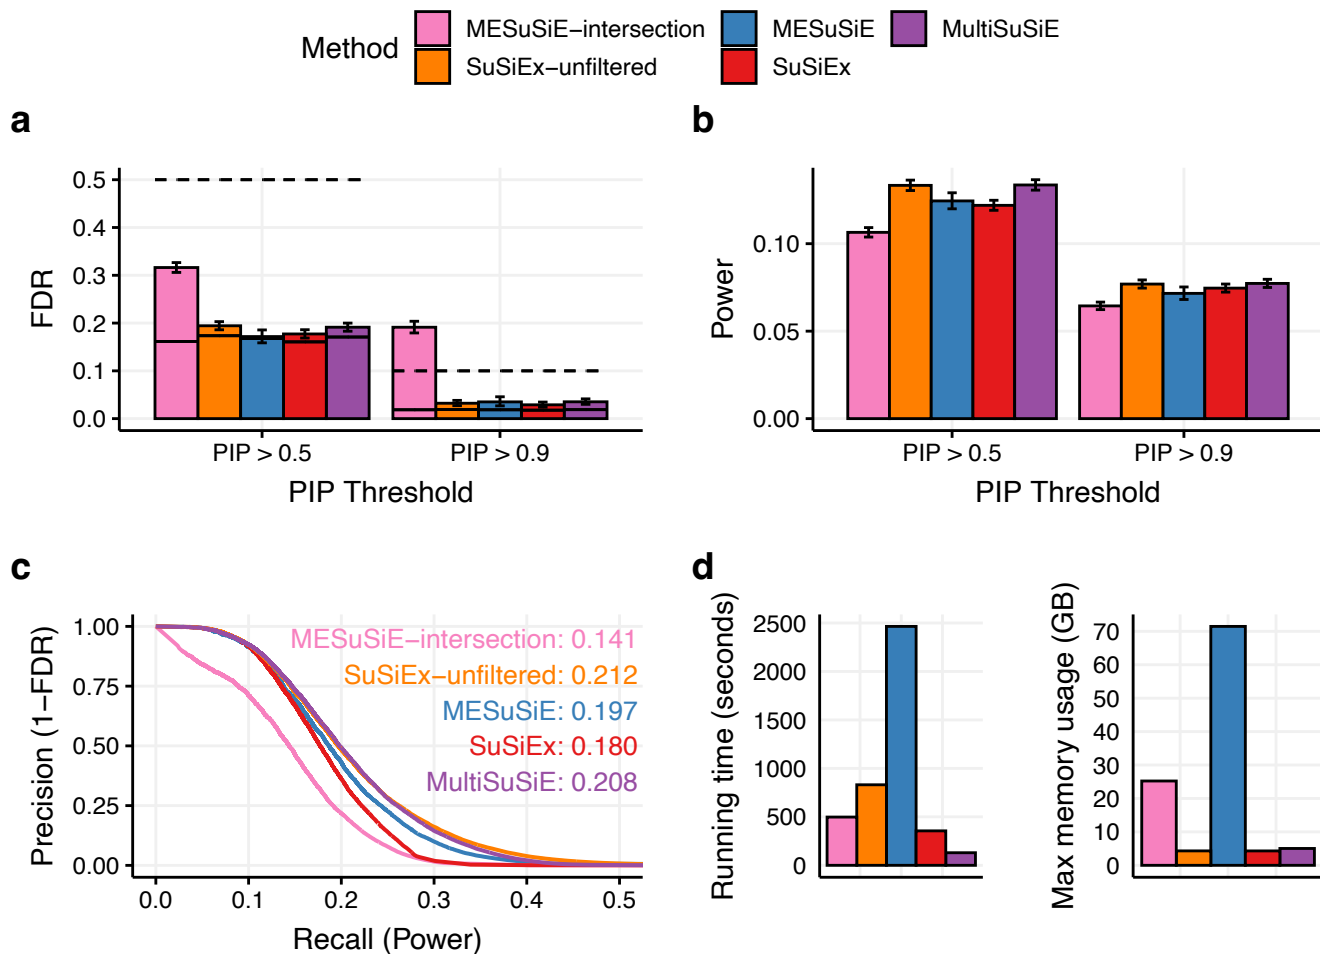 Method
MESuSiE−intersection
MESuSiE
MultiSuSiE
SuSiEx−unfiltered
SuSiEx
a
FDR
0.5
0.4
0.3
0.2
0.1
0.0
PIP > 0.5
PIP > 0.9
PIP Threshold
b
Power
0.10
0.05
0.00
PIP > 0.5
PIP > 0.9
PIP Threshold
c
Precision (1−FDR)
1.00
0.75
0.50
0.25
0.00
MESuSiE−intersection: 0.141
SuSiEx−unfiltered: 0.212
MESuSiE: 0.197
SuSiEx: 0.180
MultiSuSiE: 0.208
0.0
0.1
0.2
0.3
0.4
0.5
Recall (Power)
d
Running time (seconds)
2500
2000
1500
1000
500
0
Max memory usage (GB)
70
60
50
40
30
20
10
0